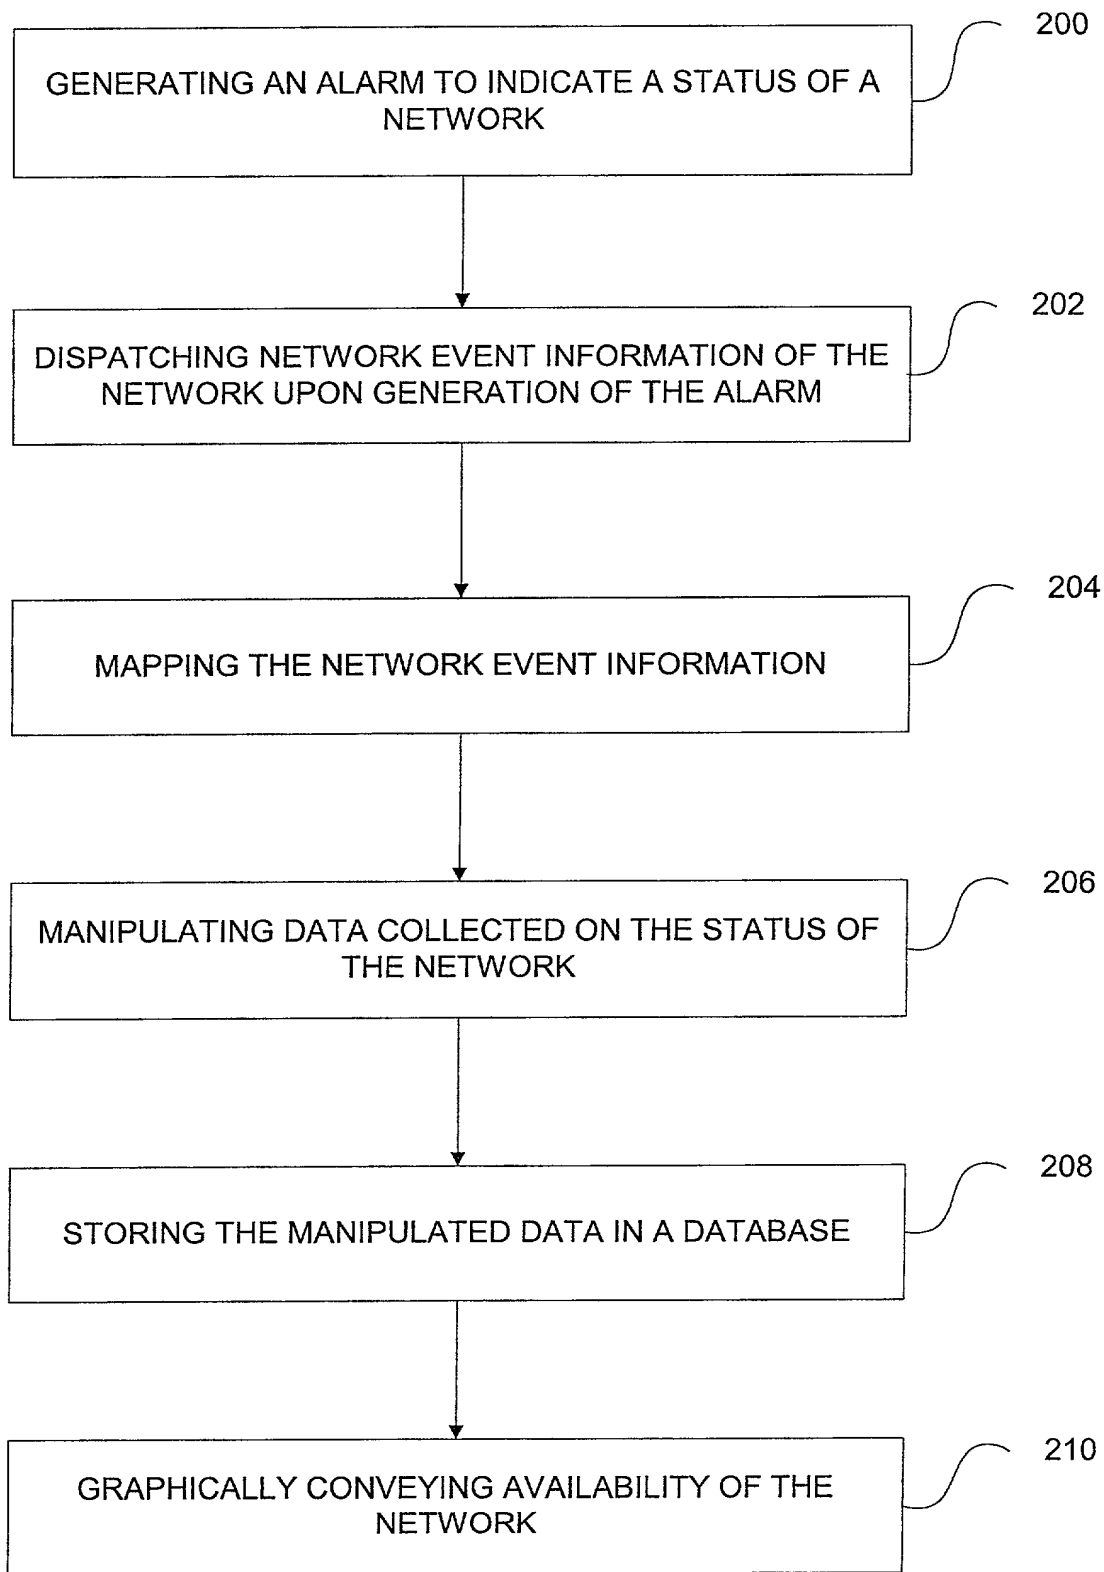 200
GENERATING AN ALARM TO INDICATE A STATUS OF A
NETWORK
202
DISPATCHING NETWORK EVENT INFORMATION OF THE
NETWORK UPON GENERATION OF THE ALARM
204
MAPPING THE NETWORK EVENT INFORMATION
206
MANIPULATING DATA COLLECTED ON THE STATUS OF
THE NETWORK
208
STORING THE MANIPULATED DATA IN A DATABASE
210
GRAPHICALLY CONVEYING AVAILABILITY OF THE
NETWORK